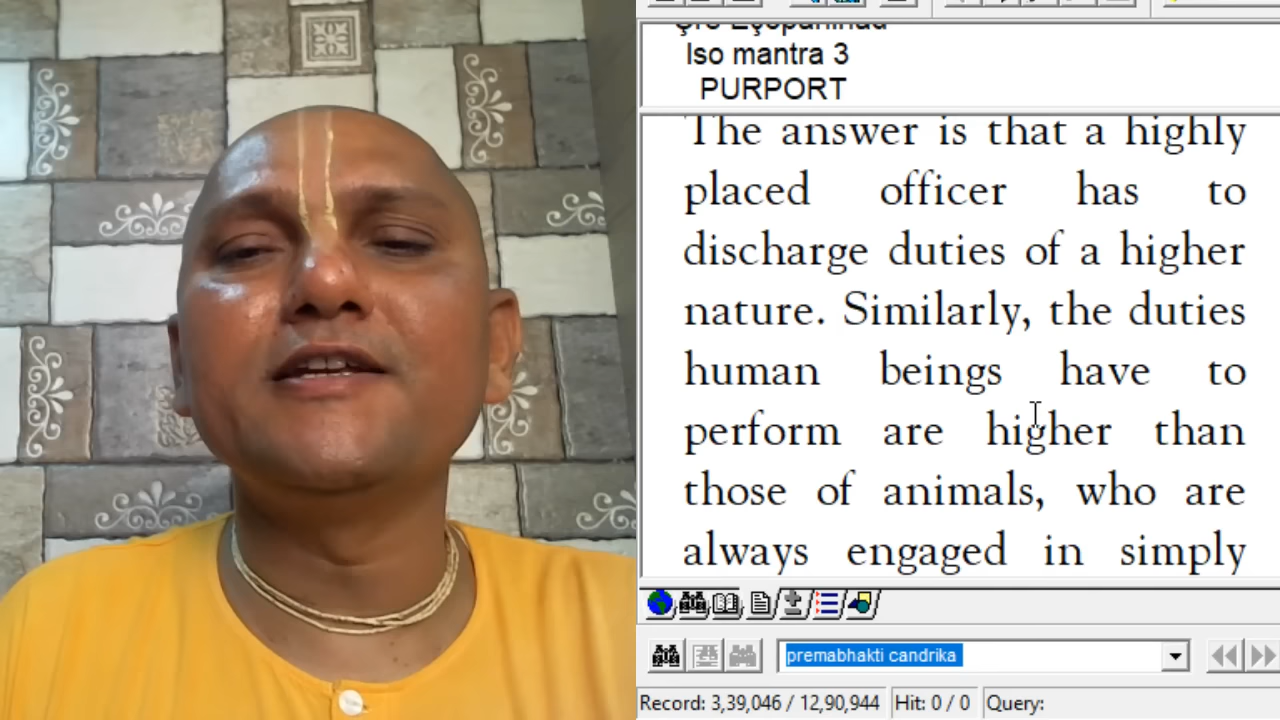 Çré Éçopaniñad
Iso mantra 3
PURPORT
The answer is that a highly
placed officer has to
discharge duties of a higher
nature. Similarly, the duties
human beings have to
perform are higher than
those of animals, who are
always engaged in simply
premabhakti candrika
Record: 3,39,046 / 12,90,944
Hit: 0 / 0
Query: